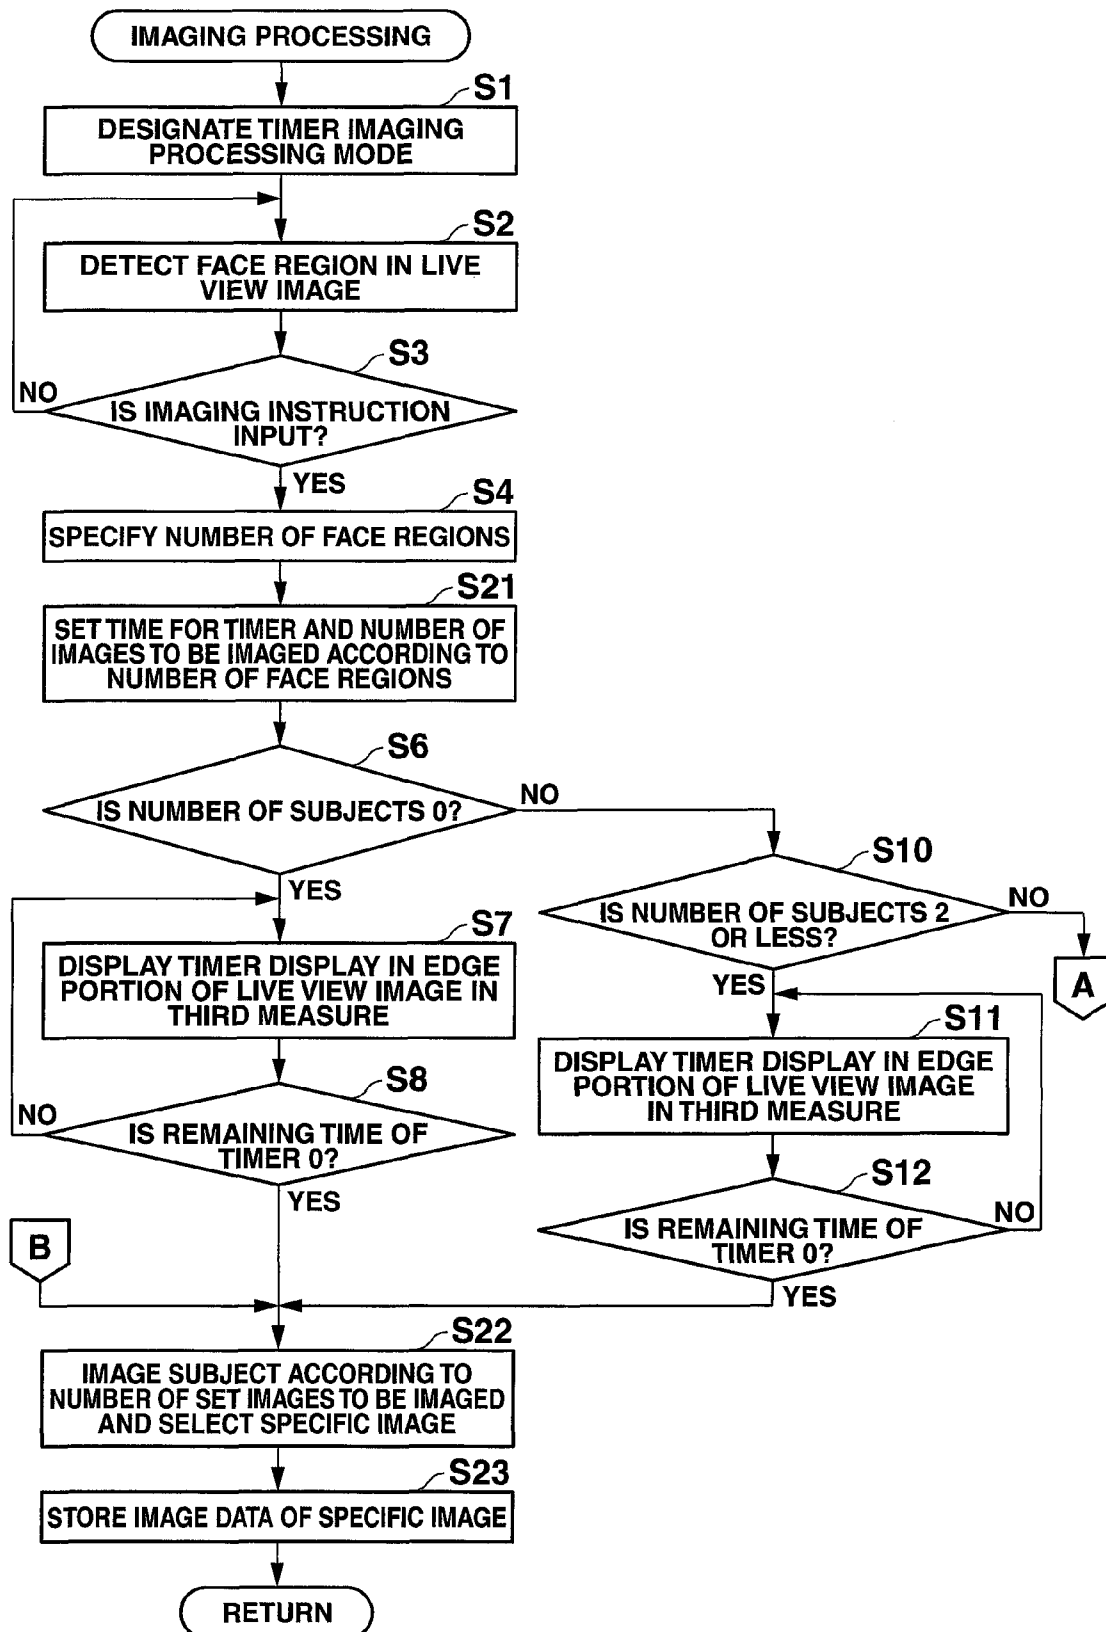 IMAGING PROCESSING
S1
DESIGNATE TIMER IMAGING
PROCESSING MODE
S2
DETECT FACE REGION IN LIVE
VIEW IMAGE
S3
NO
IS IMAGING INSTRUCTION
INPUT?
YES
S4
SPECIFY NUMBER OF FACE REGIONS
S21
SET TIME FOR TIMER AND NUMBER OF
IMAGES TO BE IMAGED ACCORDING TO
NUMBER OF FACE REGIONS
S6
IS NUMBER OF SUBJECTS 0?
NO
YES
S7
DISPLAY TIMER DISPLAY IN EDGE
PORTION OF LIVE VIEW IMAGE IN
THIRD MEASURE
S8
NO
IS REMAINING TIME OF
TIMER 0?
YES
S10
IS NUMBER OF SUBJECTS 2
OR LESS?
NO
A
YES
S11
DISPLAY TIMER DISPLAY IN EDGE
PORTION OF LIVE VIEW IMAGE
IN THIRD MEASURE
S12
IS REMAINING TIME OF
TIMER 0?
NO
YES
B
S22
IMAGE SUBJECT ACCORDING TO
NUMBER OF SET IMAGES TO BE IMAGED
AND SELECT SPECIFIC IMAGE
S23
STORE IMAGE DATA OF SPECIFIC IMAGE
RETURN